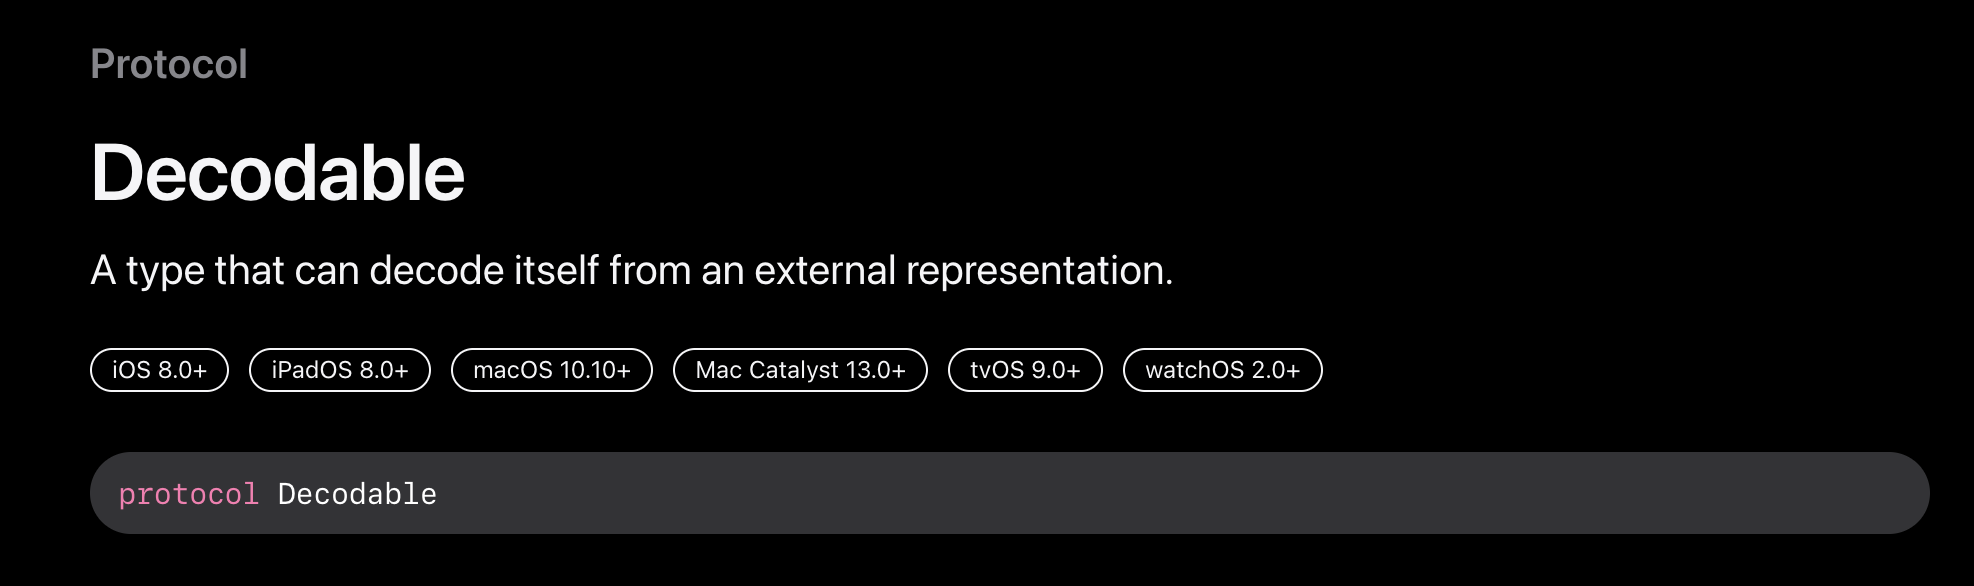 Protocol
Decodable
A type that can decode itself from an external representation.
iOS 8.0+ iPadOS 8.0+ macOS 10.10+ Mac Catalyst 13.0+ tvOS 9.0+ watchOS 2.0+
protocol Decodable